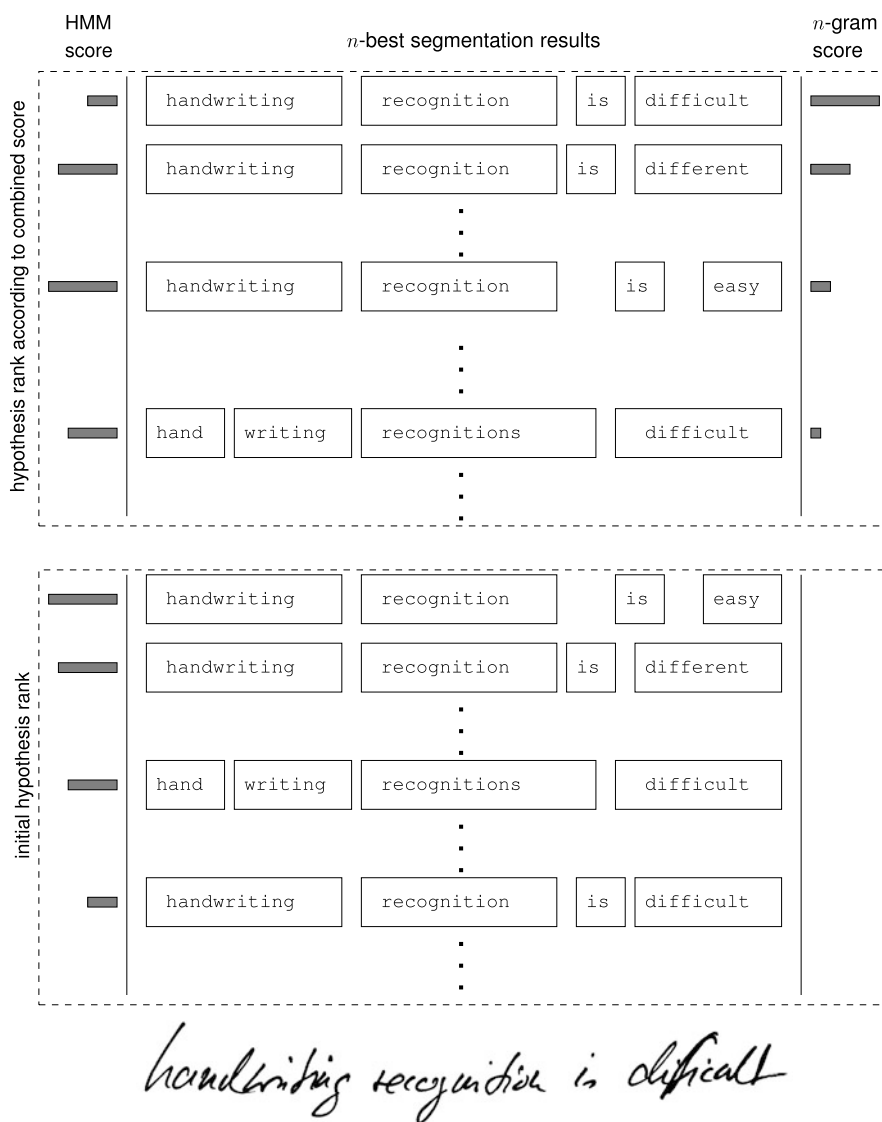 HMM score
n-best segmentation results
n-gram score
hypothesis rank according to combined score
handwriting recognition is difficult
handwriting recognition is different
handwriting recognition is easy
hand writing recognitions difficult
initial hypothesis rank
handwriting recognition is easy
handwriting recognition is different
hand writing recognitions difficult
handwriting recognition is difficult
handwriting recognition is difficult